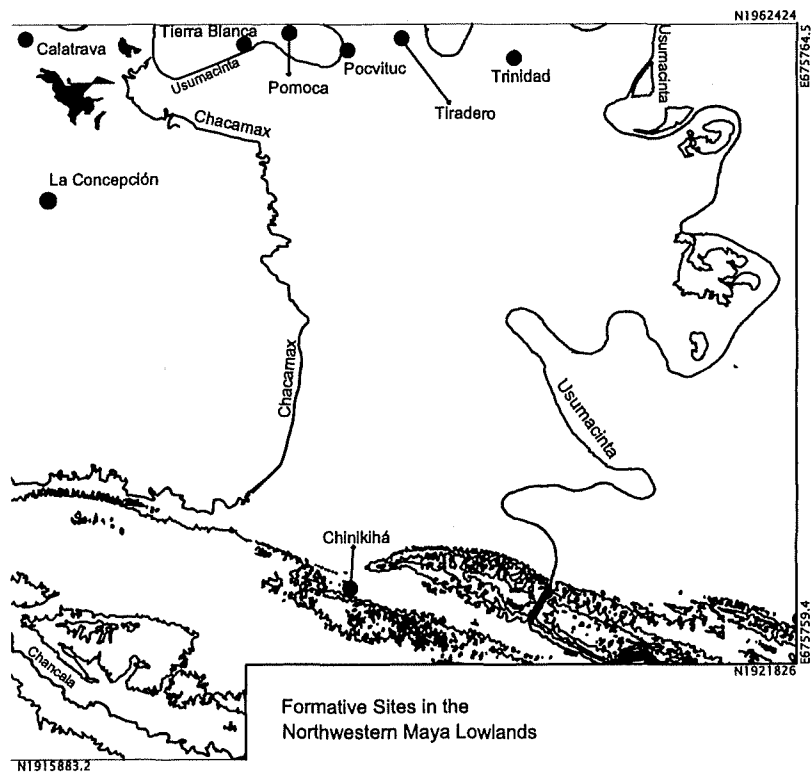 N1962424
E675764.5
Calatrava
Tierra Blanca
Usumacinta
Pomoca
Pocvituc
Tiradero
Trinidad
Usumacinta
Chacamax
La Concepción
Chacamax
Usumacinta
Chinikihá
E675759.4
N1921826
Chancala
Formative Sites in the
Northwestern Maya Lowlands
N1915883.2